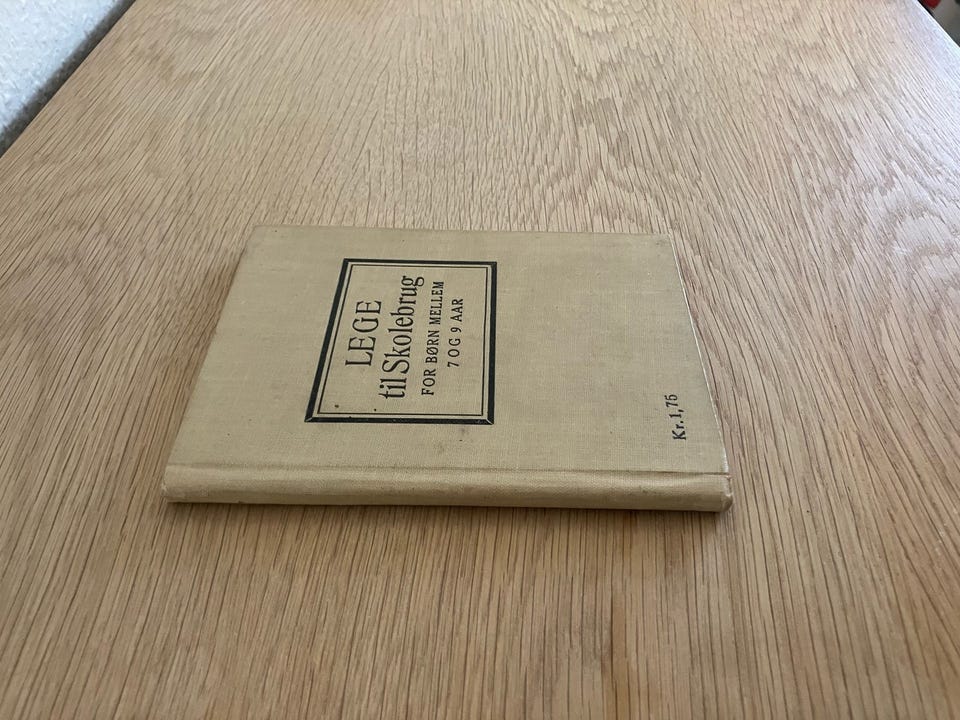 LEGE
til Skolebrug
FOR BØRN MELLEM
7 OG 9 AAR
Kr. 1,75